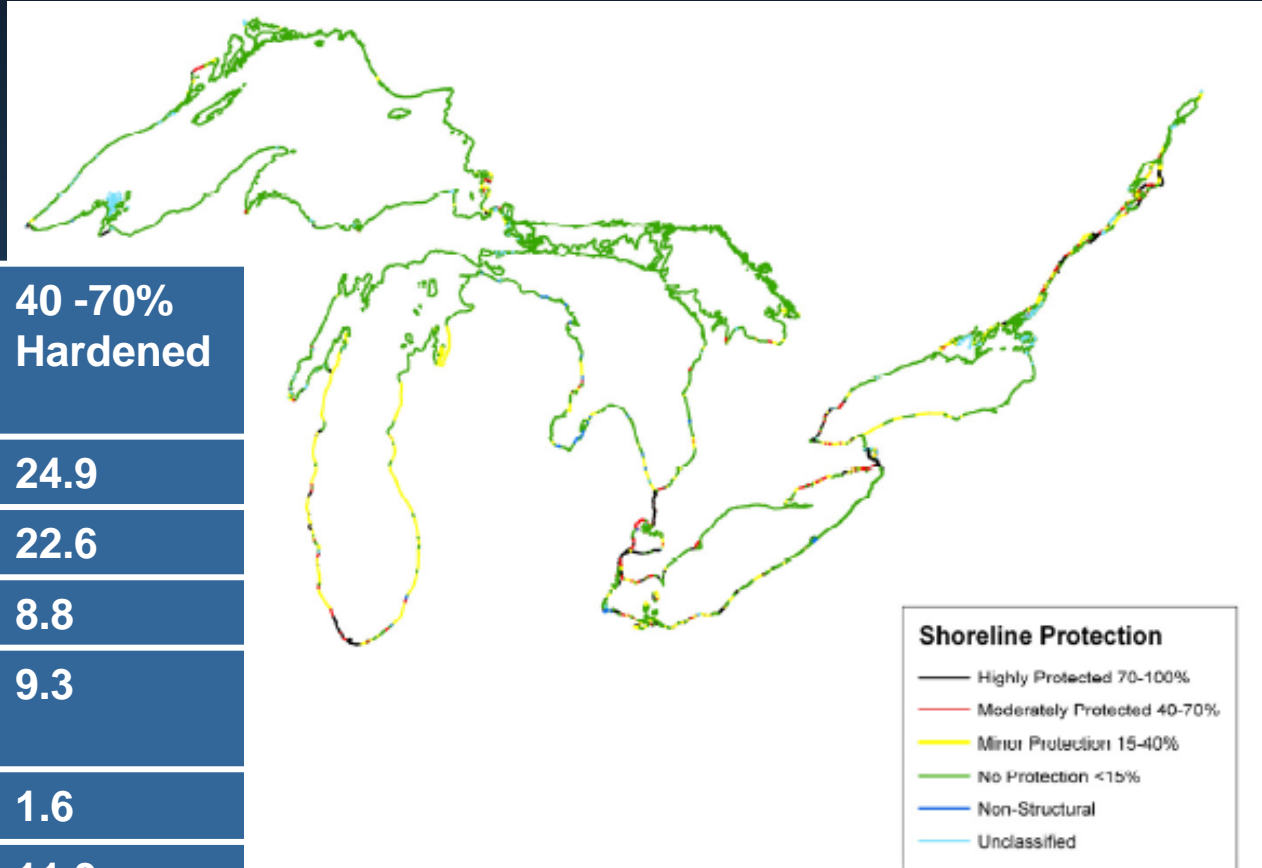 40 -70%
Hardened
24.9
22.6
8.8
9.3
1.6
Shoreline Protection
Highly Protected 70-100%
Moderately Protected 40-70%
Minor Protection 15-40%
No Protection <15%
Non-Structural
Unclassified